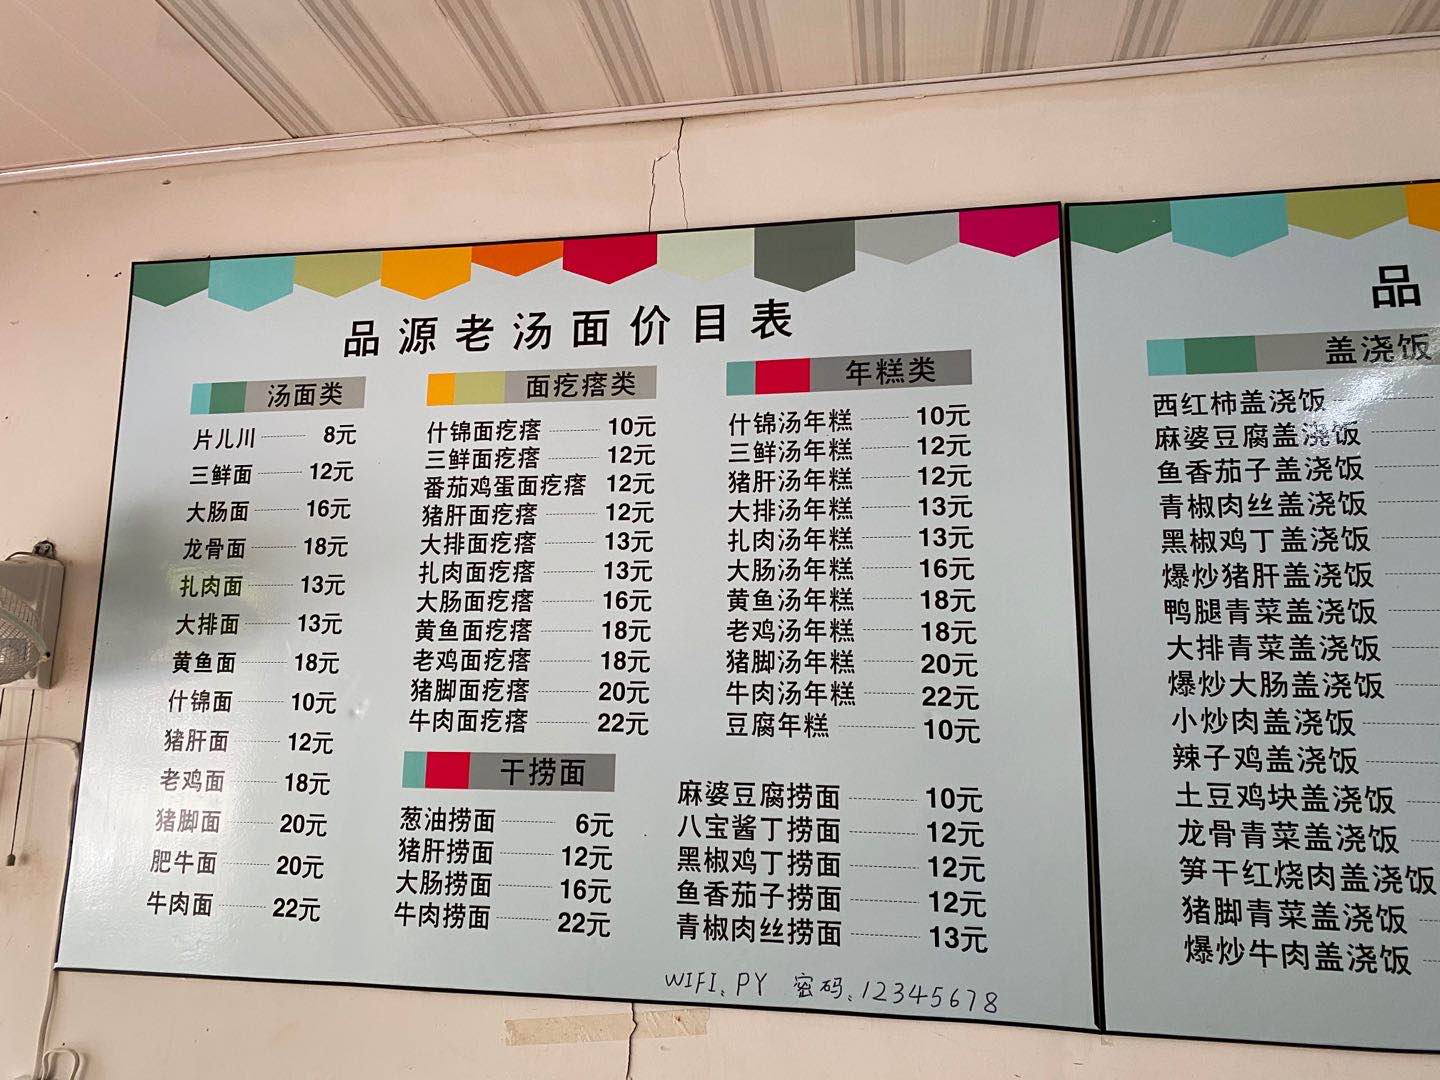 品源老汤面价目表
汤面类
片儿川 8元
三鲜面 12元
大肠面 16元
龙骨面 18元
扎肉面 13元
大排面 13元
黄鱼面 18元
什锦面 10元
猪肝面 12元
老鸡面 18元
猪脚面 20元
肥牛面 20元
牛肉面 22元
面疙瘩类
什锦面疙瘩 10元
三鲜面疙瘩 12元
番茄鸡蛋面疙瘩 12元
猪肝面疙瘩 12元
大排面疙瘩 13元
扎肉面疙瘩 13元
大肠面疙瘩 16元
黄鱼面疙瘩 18元
老鸡面疙瘩 18元
猪脚面疙瘩 20元
牛肉面疙瘩 22元
年糕类
什锦汤年糕 10元
三鲜汤年糕 12元
猪肝汤年糕 12元
大排汤年糕 13元
扎肉汤年糕 13元
大肠汤年糕 16元
黄鱼汤年糕 18元
老鸡汤年糕 18元
猪脚汤年糕 20元
牛肉汤年糕 22元
豆腐年糕 10元
干捞面
葱油捞面 6元
猪肝捞面 12元
大肠捞面 16元
牛肉捞面 22元
麻婆豆腐捞面 10元
八宝酱丁捞面 12元
黑椒鸡丁捞面 12元
鱼香茄子捞面 12元
青椒肉丝捞面 13元
WIFI:PY 密码:12345678
品
盖浇饭
西红柿盖浇饭
麻婆豆腐盖浇饭
鱼香茄子盖浇饭
青椒肉丝盖浇饭
黑椒鸡丁盖浇饭
爆炒猪肝盖浇饭
鸭腿青菜盖浇饭
大排青菜盖浇饭
爆炒大肠盖浇饭
小炒肉盖浇饭
辣子鸡盖浇饭
土豆鸡块盖浇饭
龙骨青菜盖浇饭
笋干红烧肉盖浇饭
猪脚青菜盖浇饭
爆炒牛肉盖浇饭